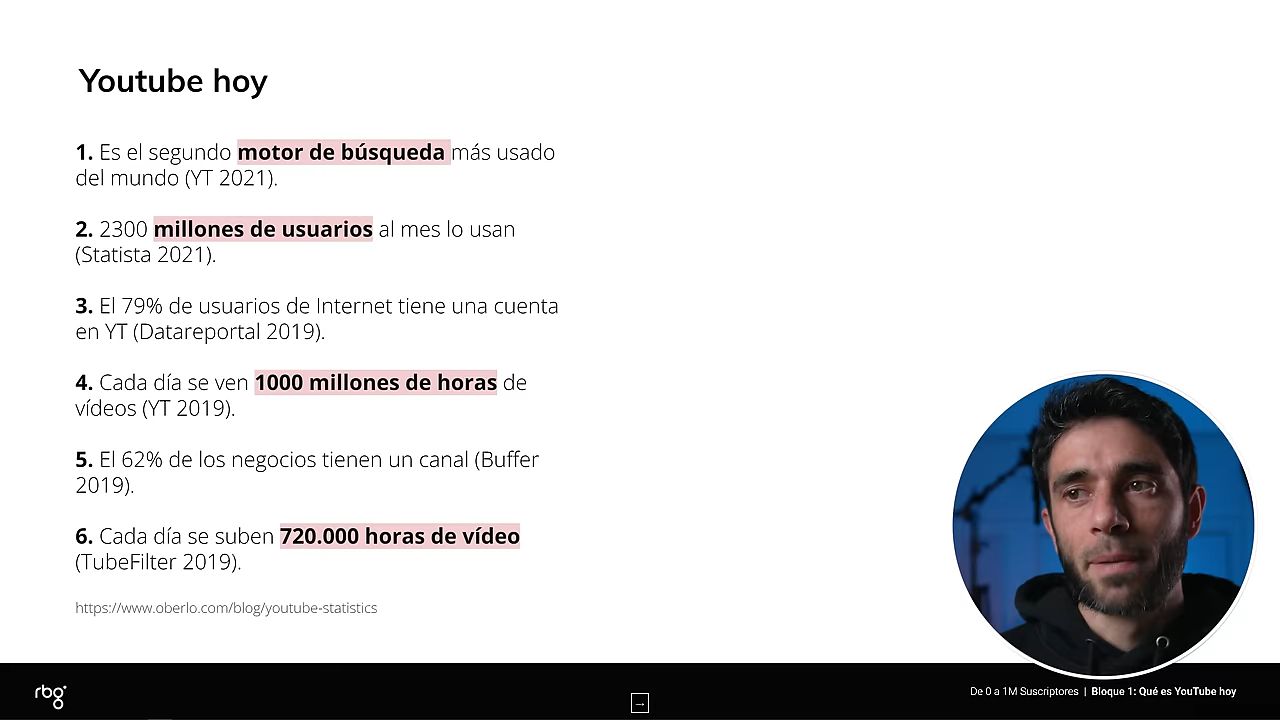 Youtube hoy
1. Es el segundo motor de búsqueda más usado
del mundo (YT 2021).
2. 2300 millones de usuarios al mes lo usan
(Statista 2021).
3. El 79% de usuarios de Internet tiene una cuenta
en YT (Datareportal 2019).
4. Cada día se ven 1000 millones de horas de
vídeos (YT 2019).
5. El 62% de los negocios tienen un canal (Buffer
2019).
6. Cada día se suben 720.000 horas de vídeo
(TubeFilter 2019).
https://www.oberlo.com/blog/youtube-statistics
rbg
→
De 0 a 1M Suscriptores | Bloque 1: Qué es YouTube hoy